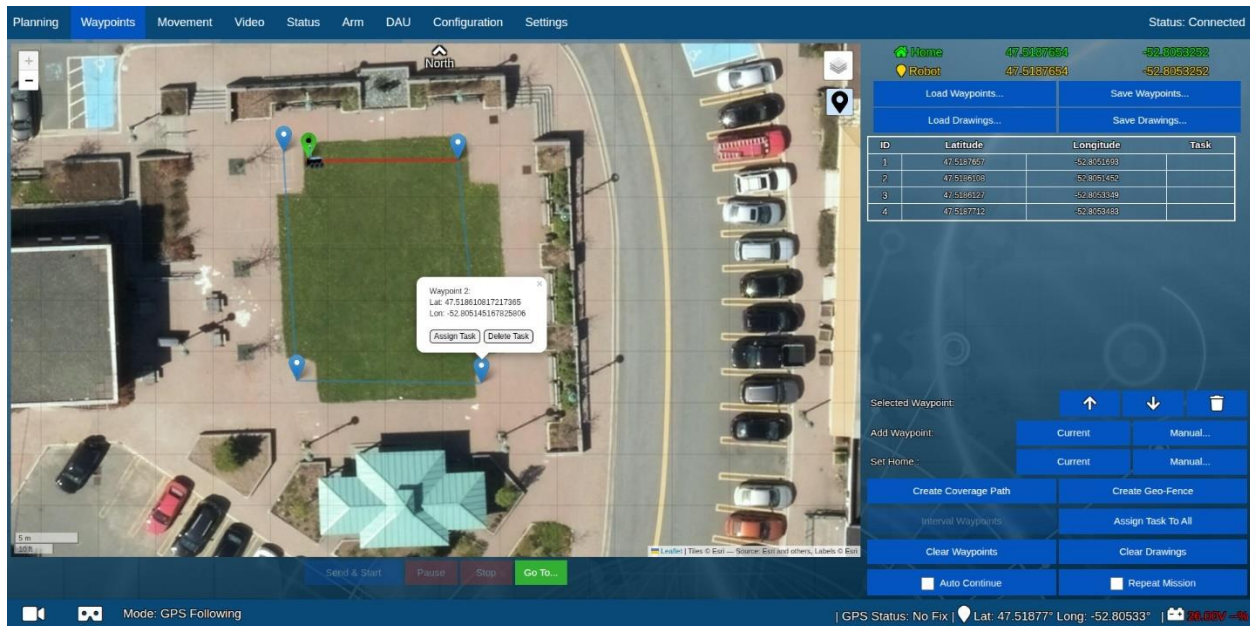 Planning Waypoints Movement Video Status Arm DAU Configuration Settings Status: Connected
+
-
North
Home 47.5187654 -52.8053252
Robot 47.5187654 -52.8053252
Load Waypoints... Save Waypoints...
Load Drawings... Save Drawings...
ID Latitude Longitude Task
1 47.5187657 -52.8051693
2 47.5186108 -52.8051452
3 47.5186127 -52.8053349
4 47.5187712 -52.8053483
×
Waypoint 2:
Lat: 47.518610817217365
Lon: -52.805145167825806
Assign Task Delete Task
Selected Waypoint:
Add Waypoint: Current Manual...
Set Home : Current Manual...
Create Coverage Path Create Geo-Fence
Interval Waypoints Assign Task To All
Clear Waypoints Clear Drawings
Auto Continue Repeat Mission
5 m
10 ft
Leaflet | Tiles © Esri — Source: Esri and others, Labels © Esri
Send & Start Pause Stop Go To...
Mode: GPS Following | GPS Status: No Fix | Lat: 47.51877° Long: -52.80533° |